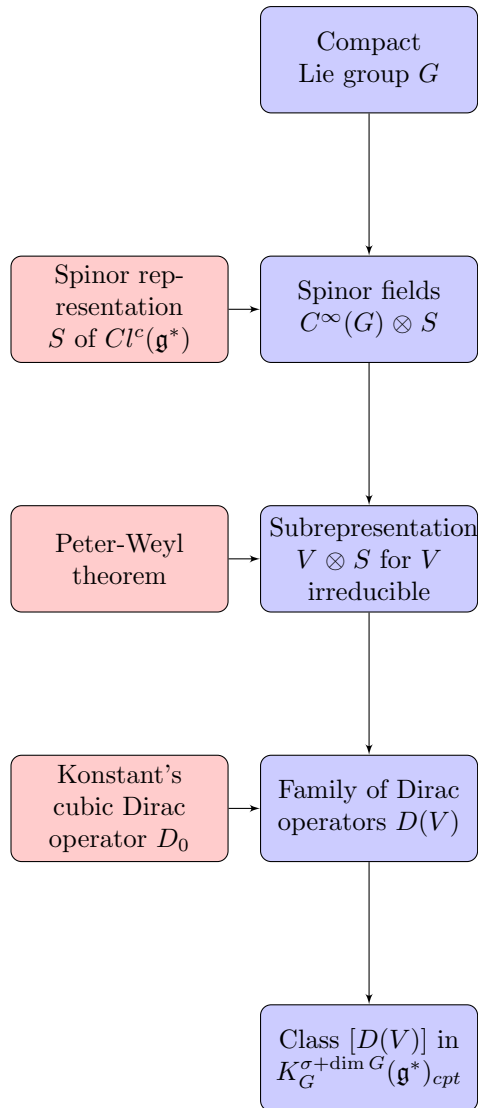 Compact
Lie group G
Spinor rep-
resentation
S of Cl^c(𝔤*)
Spinor fields
C^∞(G) ⊗ S
Peter-Weyl
theorem
Subrepresentation
V ⊗ S for V
irreducible
Konstant's
cubic Dirac
operator D_0
Family of Dirac
operators D(V)
Class [D(V)] in
K_G^{σ+dim G}(𝔤*)_{cpt}